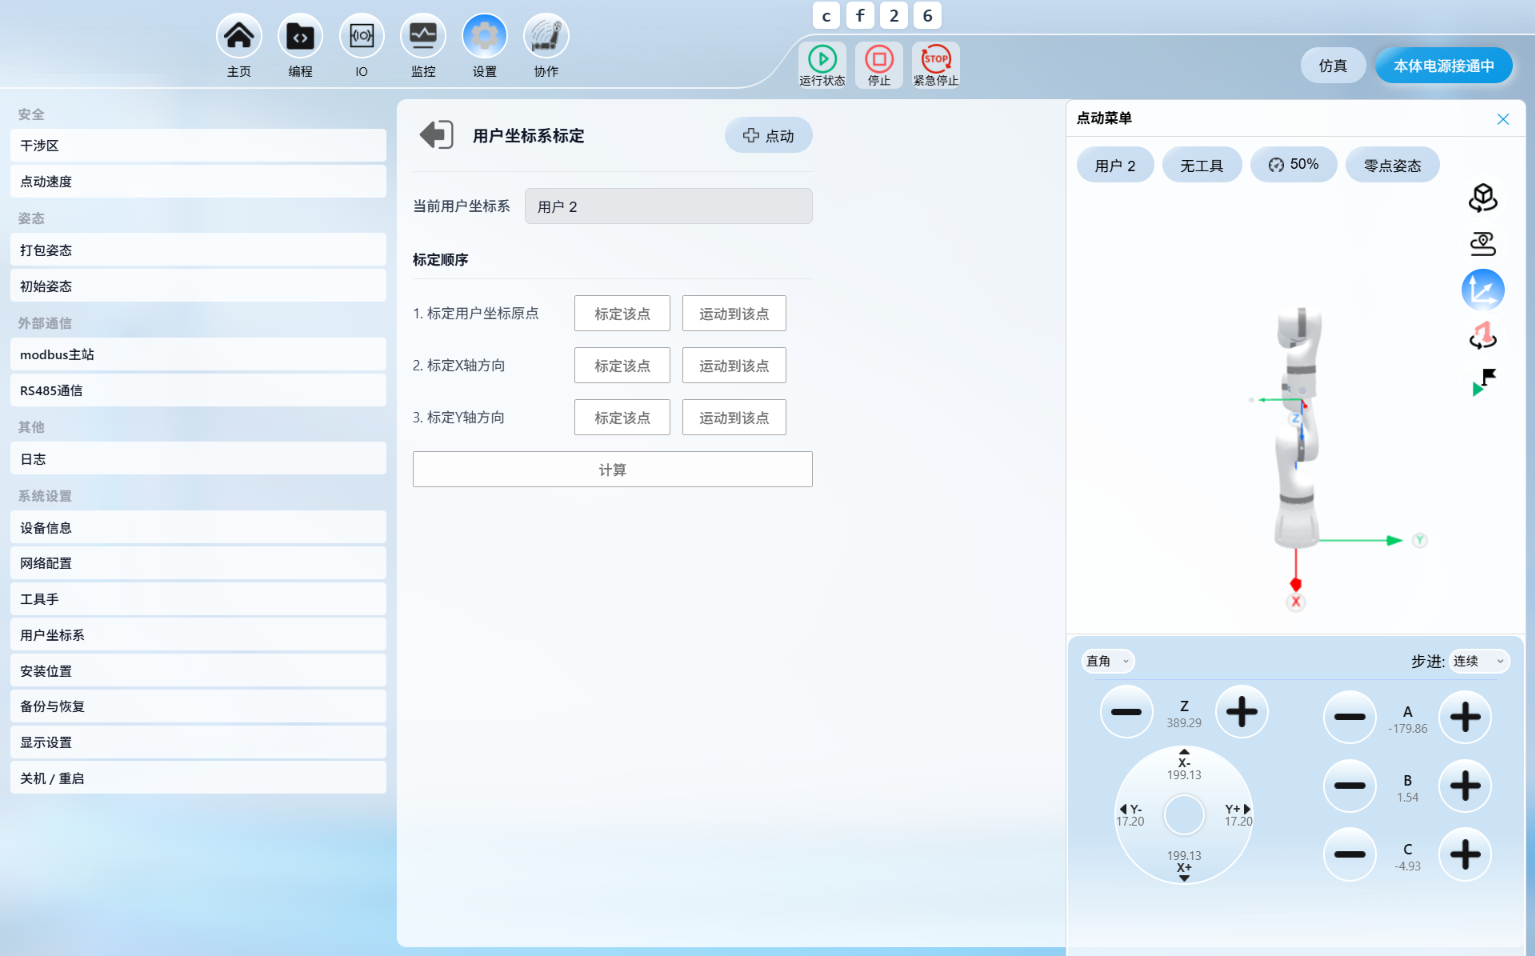 c f 2 6
主页 编程 IO 监控 设置 协作
运行状态 停止 STOP 紧急停止
仿真 本体电源接通中
安全
干涉区
点动速度
姿态
打包姿态
初始姿态
外部通信
modbus主站
RS485通信
其他
日志
系统设置
设备信息
网络配置
工具手
用户坐标系
安装位置
备份与恢复
显示设置
关机 / 重启
用户坐标系标定 点动
当前用户坐标系 用户 2
标定顺序
1. 标定用户坐标原点 标定该点 运动到该点
2. 标定X轴方向 标定该点 运动到该点
3. 标定Y轴方向 标定该点 运动到该点
计算
点动菜单
用户 2 无工具 50% 零点姿态
Z
Y
X
直角 步进: 连续
Z
389.29
X-
199.13
Y- Y+
17.20 17.20
199.13
X+
A
-179.86
B
1.54
C
-4.93